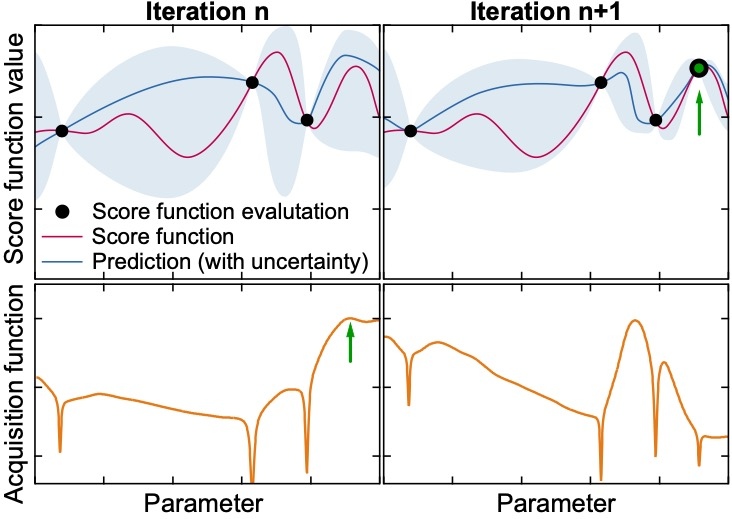 Iteration n
Iteration n+1
Score function value
Score function evalutation
Score function
Prediction (with uncertainty)
Acquisition function
Parameter
Parameter